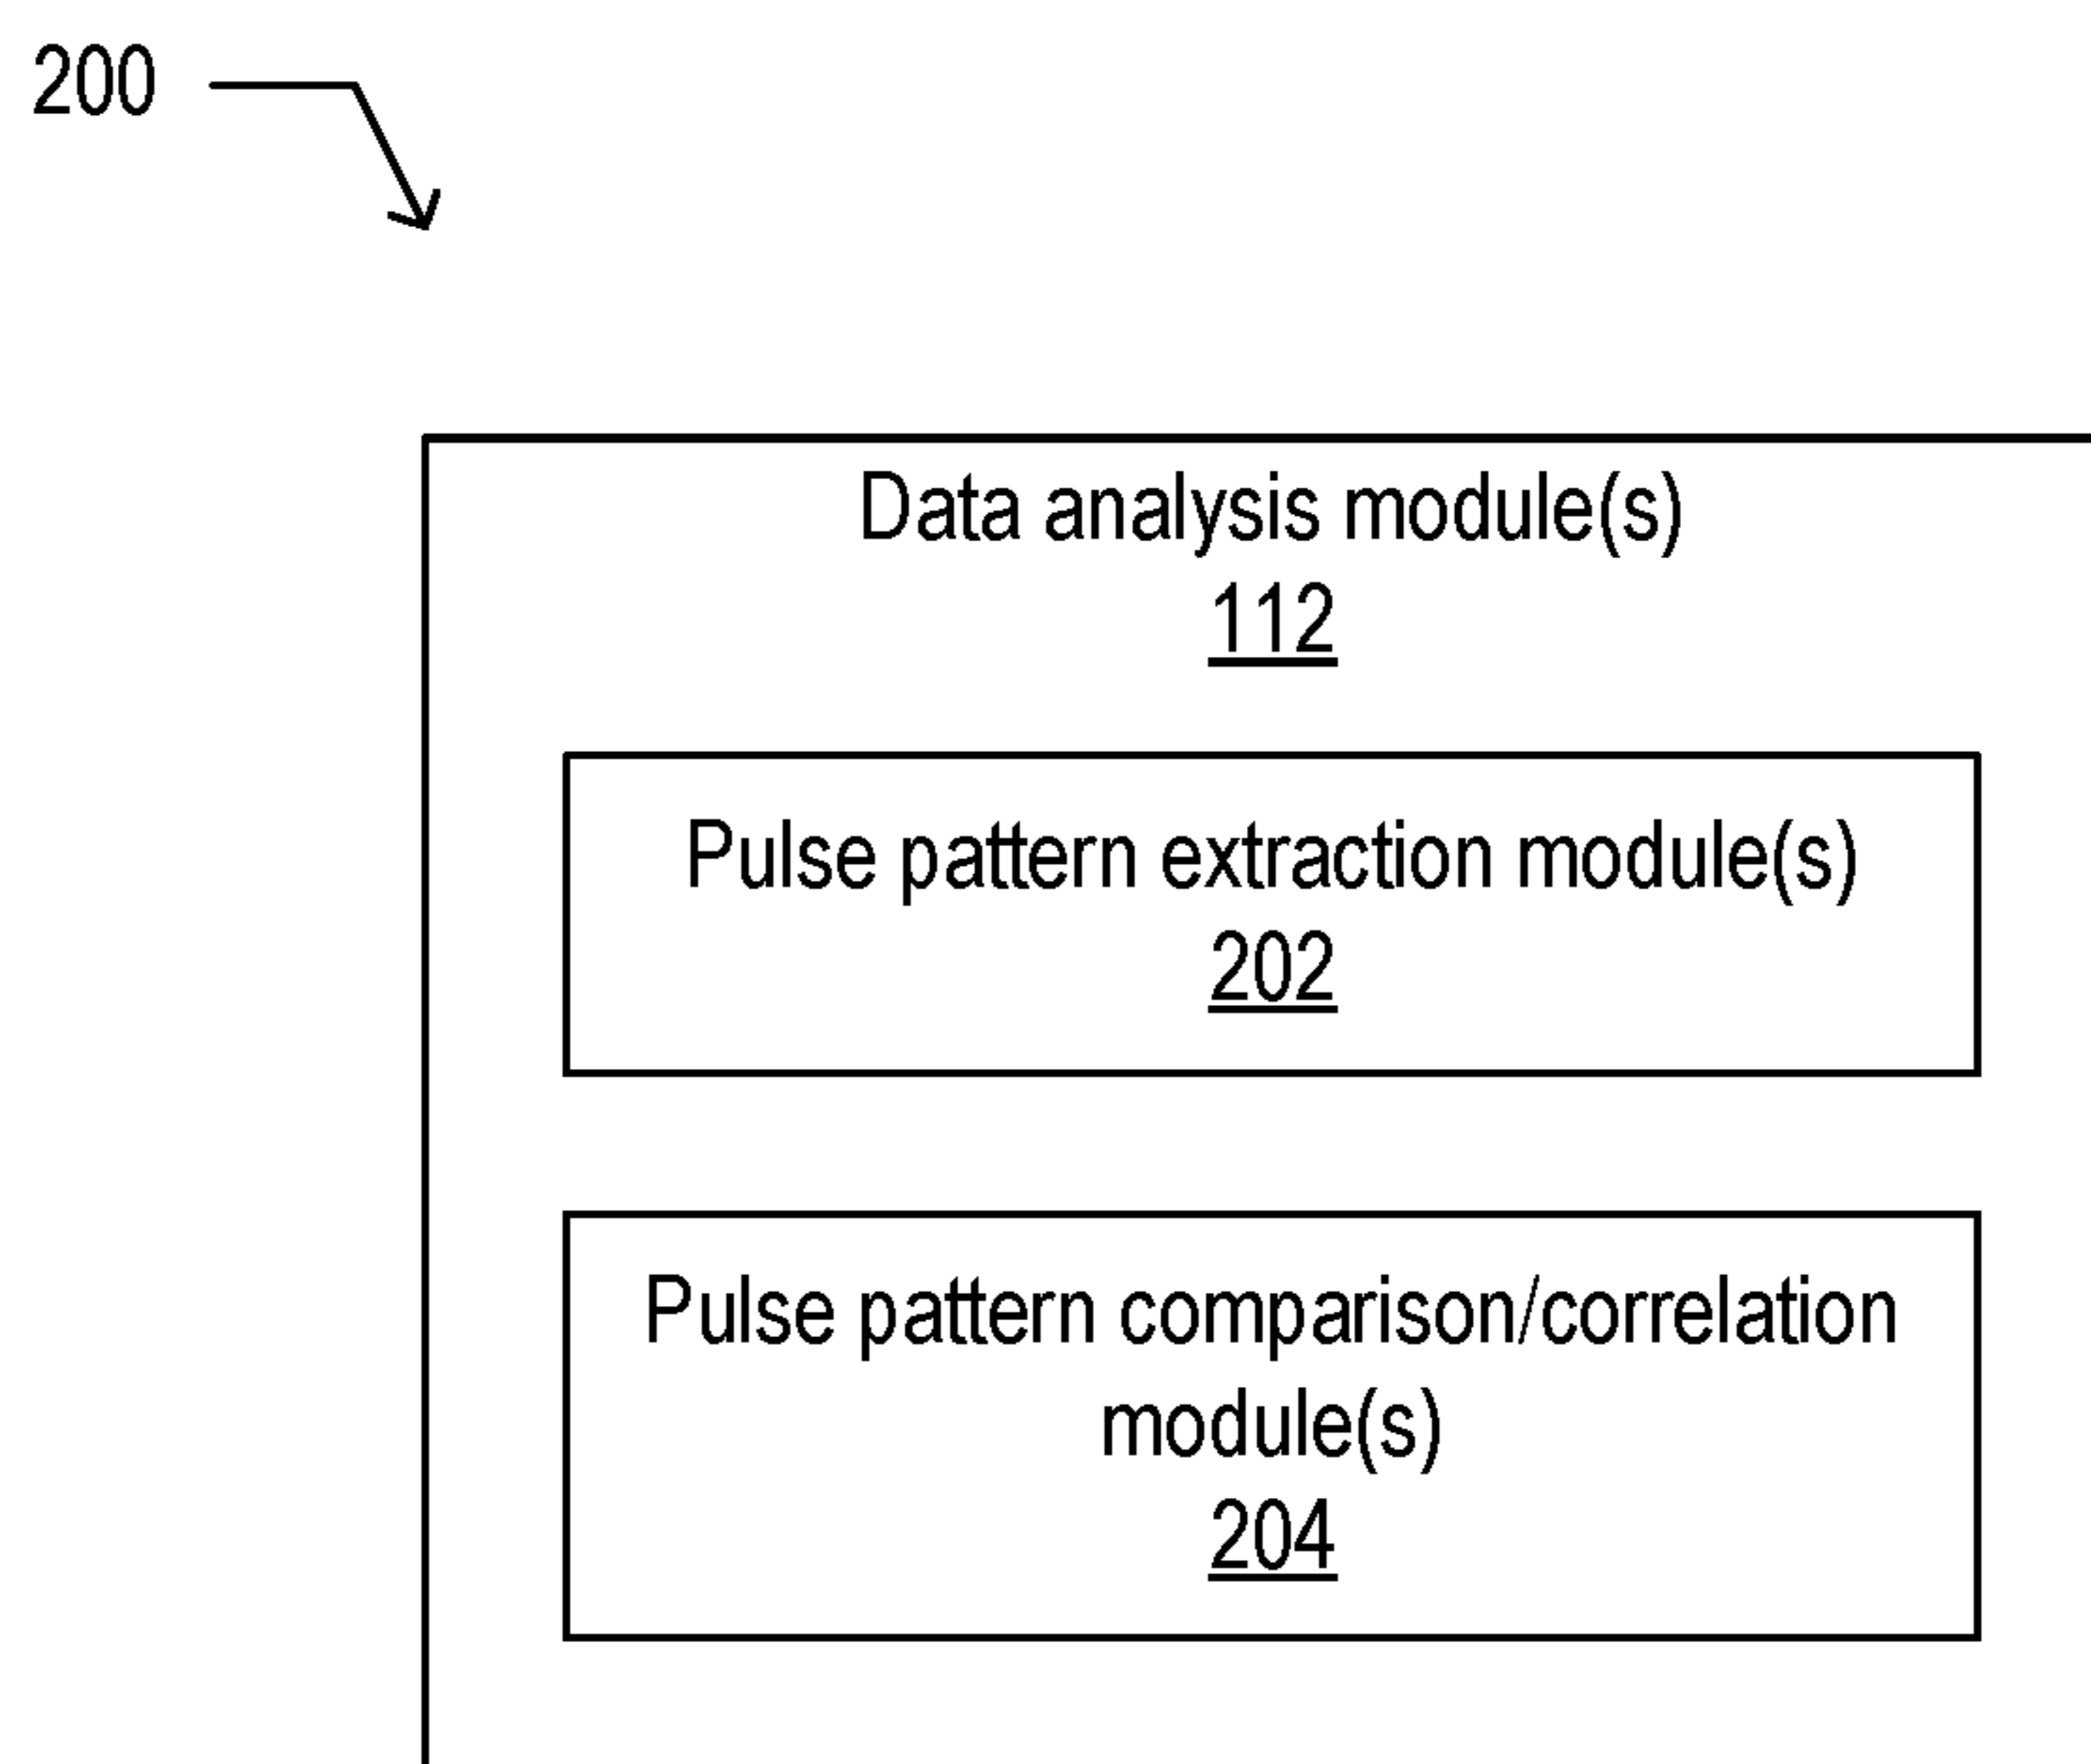 200
Data analysis module(s)
112
Pulse pattern extraction module(s)
202
Pulse pattern comparison/correlation
module(s)
204